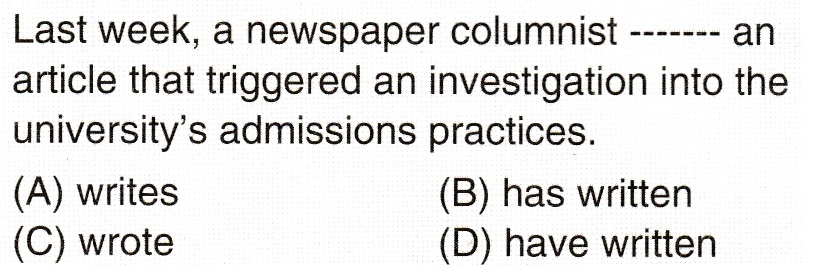 Last week, a newspaper columnist ------- an
article that triggered an investigation into the
university's admissions practices.
(A) writes (B) has written
(C) wrote (D) have written